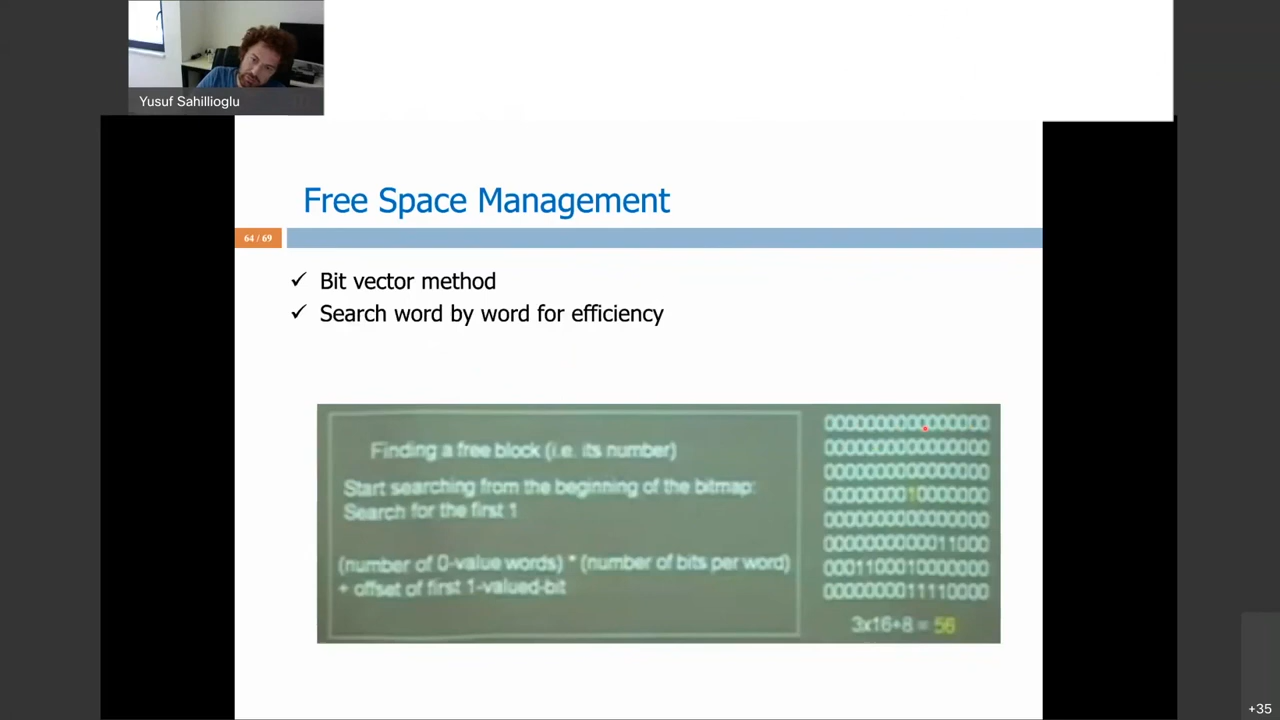 Yusuf Sahillioglu
Free Space Management
64 / 69
✓ Bit vector method
✓ Search word by word for efficiency
Finding a free block (i.e. its number)
Start searching from the beginning of the bitmap:
Search for the first 1
(number of 0-value words) * (number of bits per word)
+ offset of first 1-valued-bit
0000000000000000
0000000000000000
0000000000000000
0000000010000000
0000000000000000
0000000000011000
0001100010000000
0000000011110000
3x16+8 = 56
+35